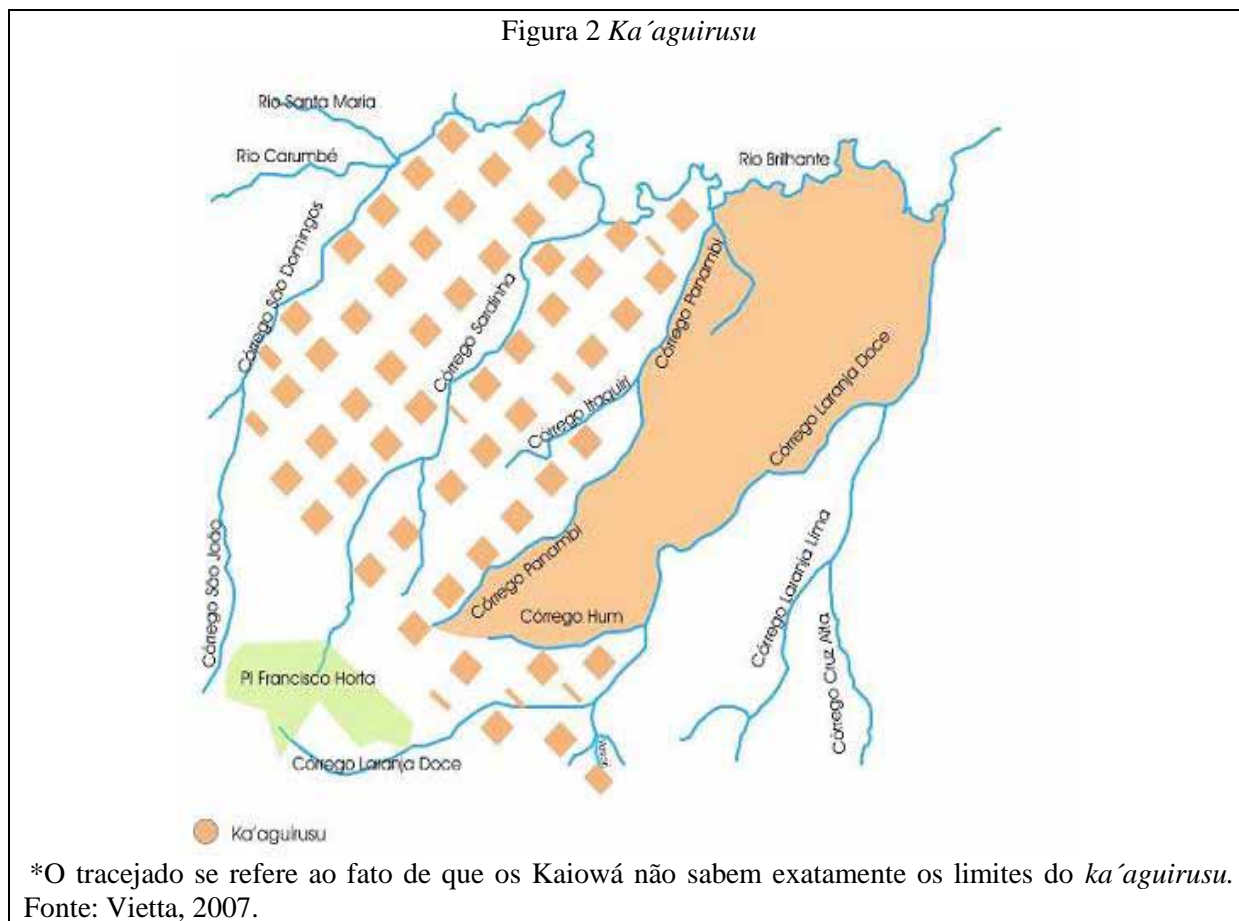 Figura 2 Ka´aguirusu
Rio Santa Maria
Rio Carumbé
Rio Brilhante
Córrego São Domingos
Córrego Sardinha
Córrego Panambi
Córrego Itaquiri
Córrego Laranja Doce
Córrego Panambi
Córrego Hum
Córrego Laranja Lima
Córrego Cruz Alta
Córrego São João
PI Francisco Horta
Córrego Laranja Doce
Ka'aguirusu
*O tracejado se refere ao fato de que os Kaiowá não sabem exatamente os limites do ka´aguirusu.
Fonte: Vietta, 2007.